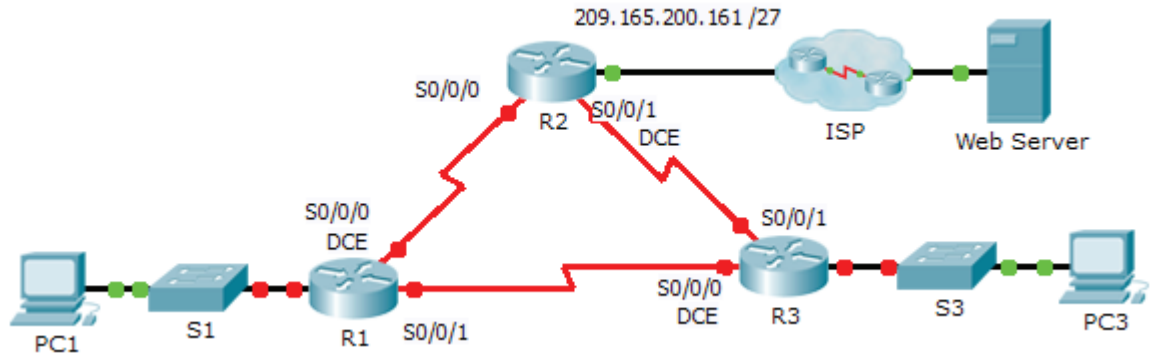 209.165.200.161 /27
S0/0/0
R2
S0/0/1
DCE
ISP
Web Server
S0/0/0
DCE
S0/0/1
PC1
S1
R1
S0/0/1
S0/0/0
DCE
R3
S3
PC3